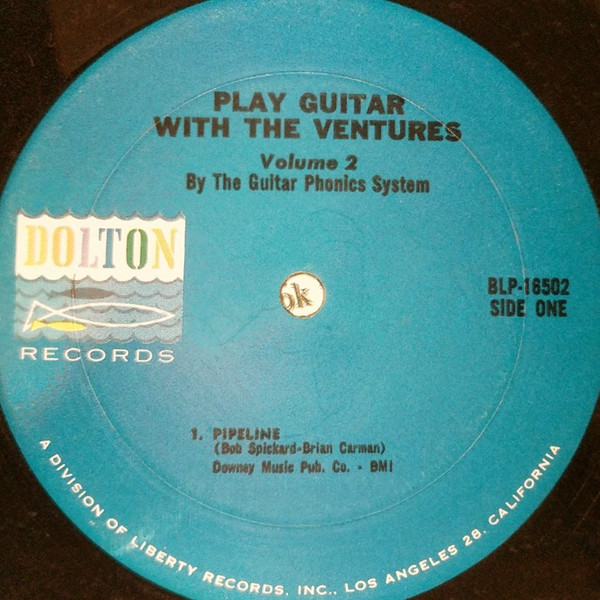 PLAY GUITAR
WITH THE VENTURES
Volume 2
By The Guitar Phonics System
DOLTON
RECORDS
BLP-16502
SIDE ONE
ok
1. PIPELINE
(Bob Spickard-Brian Carman)
Downey Music Pub. Co. - BMI
A DIVISION OF LIBERTY RECORDS, INC., LOS ANGELES 28, CALIFORNIA